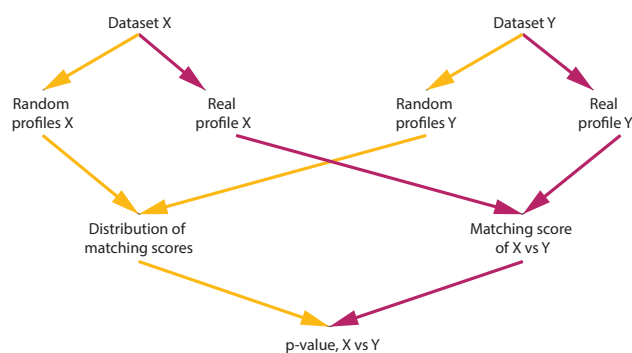 Dataset X
Dataset Y
Random
profiles X
Real
profile X
Random
profiles Y
Real
profile Y
Distribution of
matching scores
Matching score
of X vs Y
p-value, X vs Y